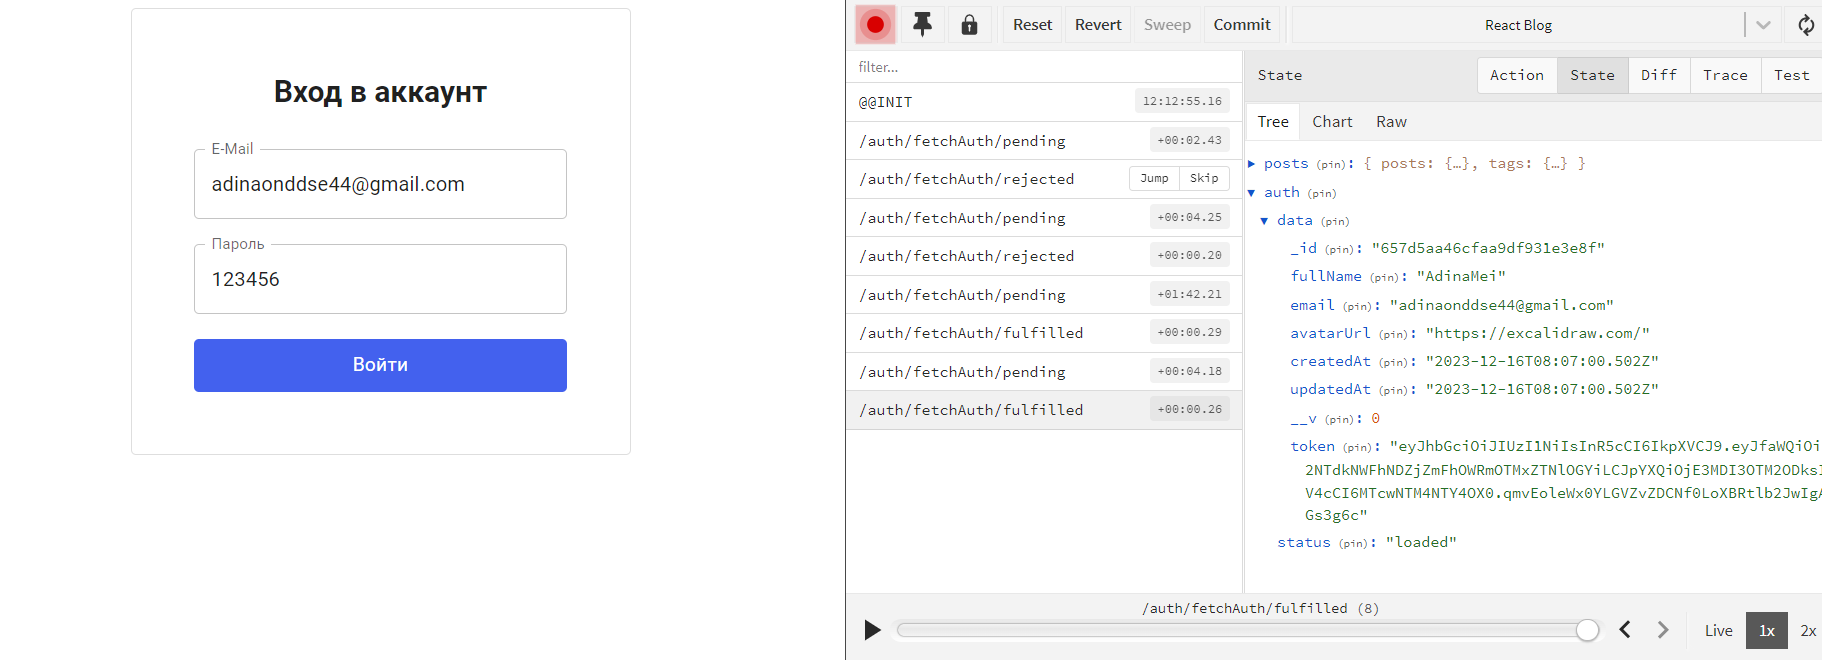 Вход в аккаунт
E-Mail
adinaonddse44@gmail.com
Пароль
123456
Войти
Reset Revert Sweep Commit React Blog
filter...
@@INIT 12:12:55.16
/auth/fetchAuth/pending +00:02.43
/auth/fetchAuth/rejected Jump Skip
/auth/fetchAuth/pending +00:04.25
/auth/fetchAuth/rejected +00:00.20
/auth/fetchAuth/pending +01:42.21
/auth/fetchAuth/fulfilled +00:00.29
/auth/fetchAuth/pending +00:04.18
/auth/fetchAuth/fulfilled +00:00.26
State Action State Diff Trace Test
Tree Chart Raw
posts (pin): { posts: {…}, tags: {…} }
auth (pin)
data (pin)
_id (pin): "657d5aa46cfaa9df931e3e8f"
fullName (pin): "AdinaMei"
email (pin): "adinaonddse44@gmail.com"
avatarUrl (pin): "https://excalidraw.com/"
createdAt (pin): "2023-12-16T08:07:00.502Z"
updatedAt (pin): "2023-12-16T08:07:00.502Z"
__v (pin): 0
token (pin): "eyJhbGciOiJIUzI1NiIsInR5cCI6IkpXVCJ9.eyJfaWQiOi
2NTdkNWFhNDZjZmFhOWRmOTMxZTNlOGYiLCJpYXQiOjE3MDI3OTM2ODks
V4cCI6MTcwNTM4NTY4OX0.qmvEoleWx0YLGVZvZDCNf0LoXBRtlb2JwIgA
Gs3g6c"
status (pin): "loaded"
/auth/fetchAuth/fulfilled (8)
Live 1x 2x